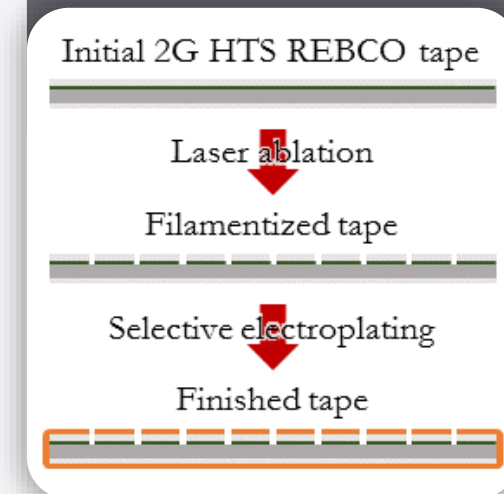 Initial 2G HTS REBCO tape
Laser ablation
Filamentized tape
Selective electroplating
Finished tape